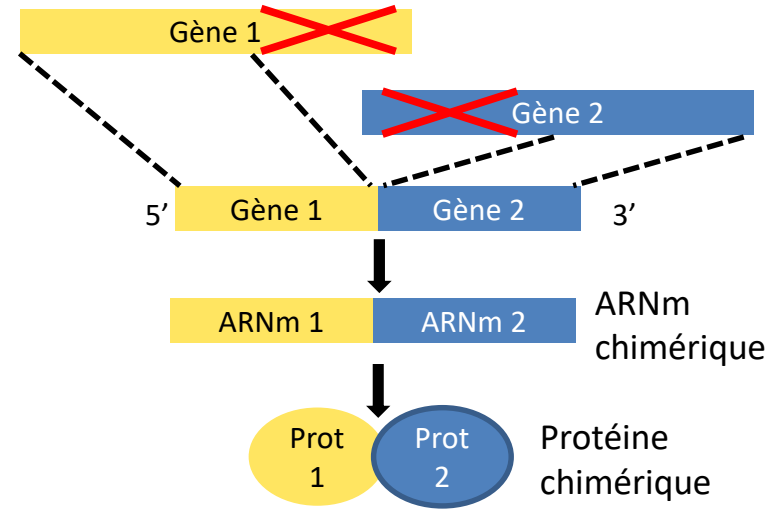 Gène 1
Gène 2
5’ Gène 1 Gène 2 3’
ARNm 1 ARNm 2
ARNm
chimérique
Prot
1
Prot
2
Protéine
chimérique